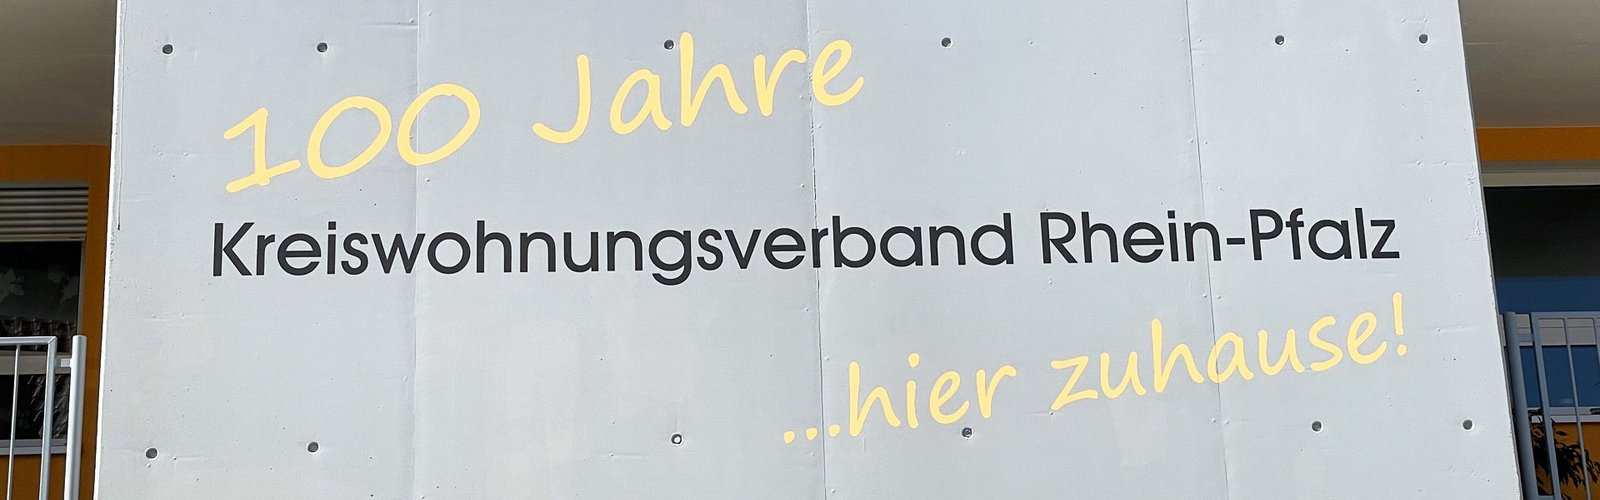 100 Jahre
Kreiswohnungsverband Rhein-Pfalz
...hier zuhause!